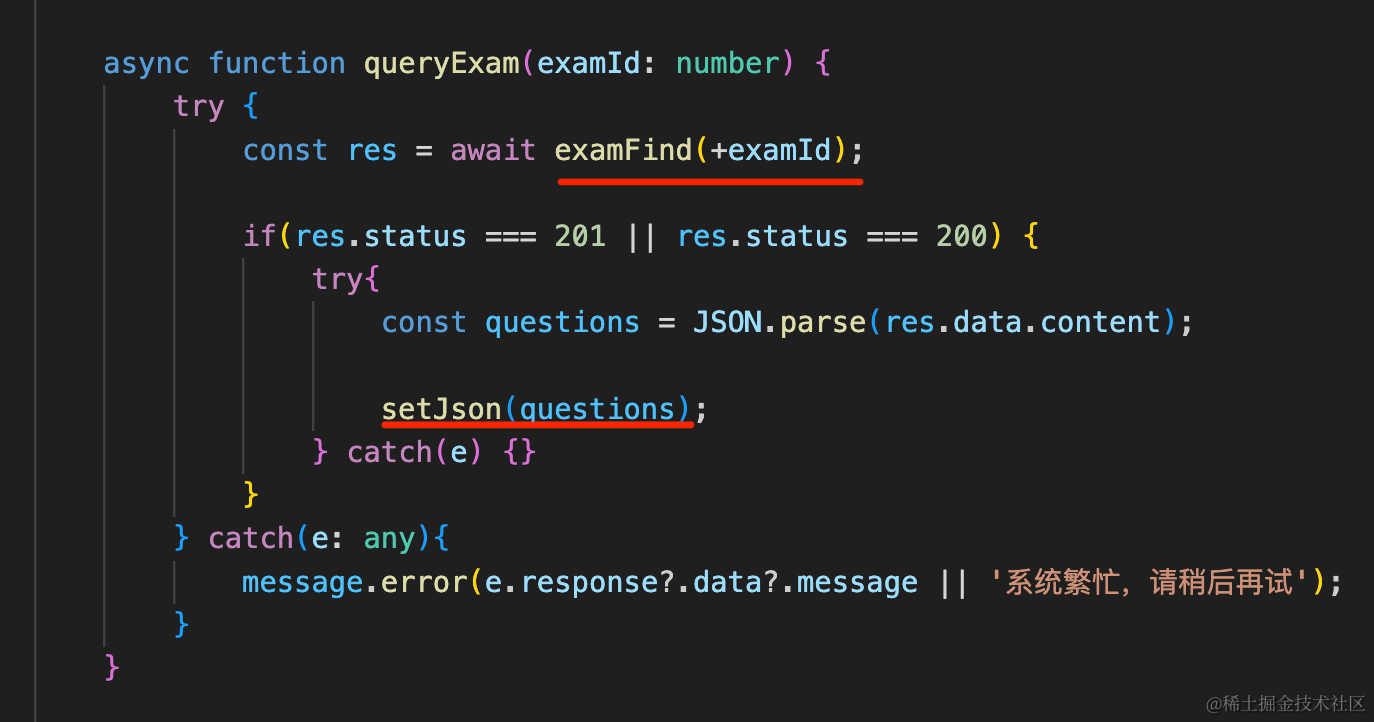 async function queryExam(examId: number) {
try {
const res = await examFind(+examId);
if(res.status === 201 || res.status === 200) {
try{
const questions = JSON.parse(res.data.content);
setJson(questions);
} catch(e) {}
}
} catch(e: any){
message.error(e.response?.data?.message || '系统繁忙，请稍后再试');
}
}
@稀土掘金技术社区